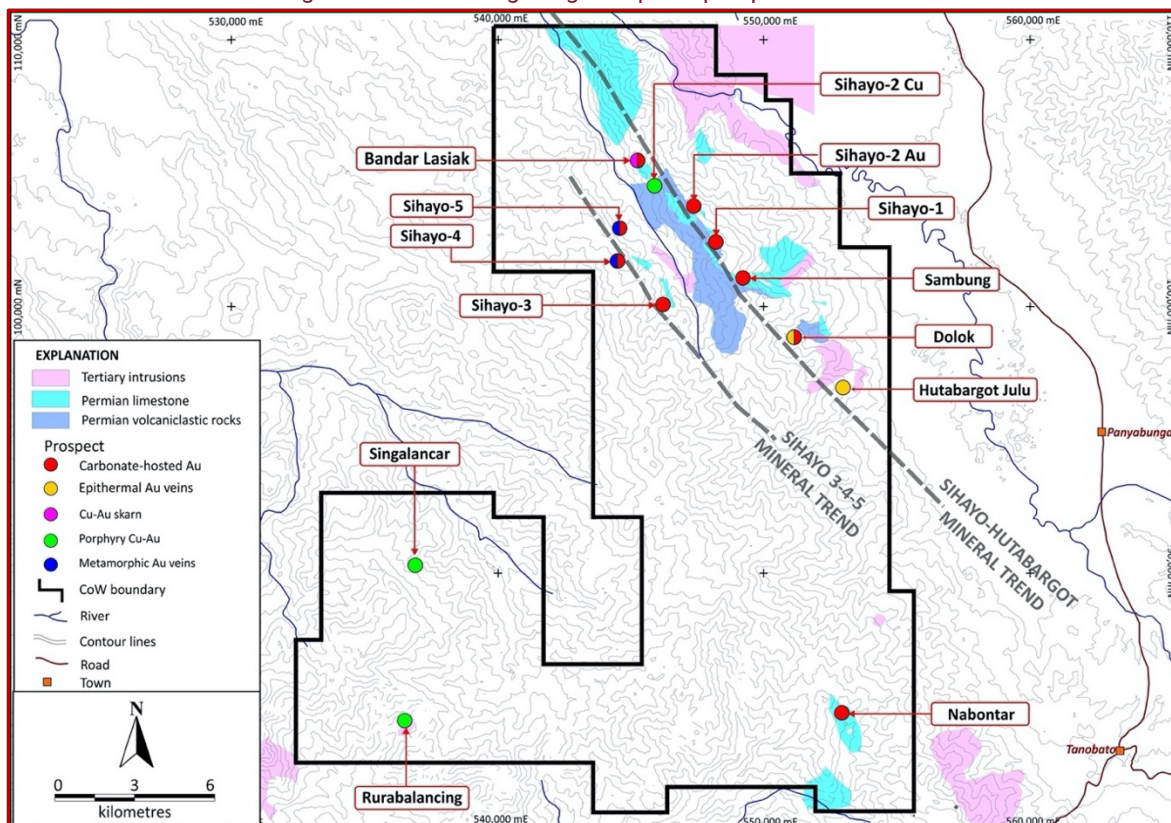 530,000 mE
540,000 mE
550,000 mE
560,000 mE
110,000 mN
Sihayo-2 Cu
Bandar Lasiak
Sihayo-2 Au
Sihayo-5
Sihayo-1
Sihayo-4
Sambung
Sihayo-3
100,000 mN
Dolok
Hutabargot Julu
EXPLANATION
Tertiary intrusions
Permian limestone
Permian volcaniclastic rocks
Prospect
Carbonate-hosted Au
Epithermal Au veins
Cu-Au skarn
Porphyry Cu-Au
Metamorphic Au veins
CoW boundary
River
Contour lines
Road
Town
N
0 3 6
kilometres
Singalancar
SIHAYO 3-4-5
MINERAL TREND
SIHAYO-HUTABARGOT
MINERAL TREND
Panyabunga
Nabontar
Tanobato
Rurabalancing
540,000 mE
550,000 mE
560,000 mE